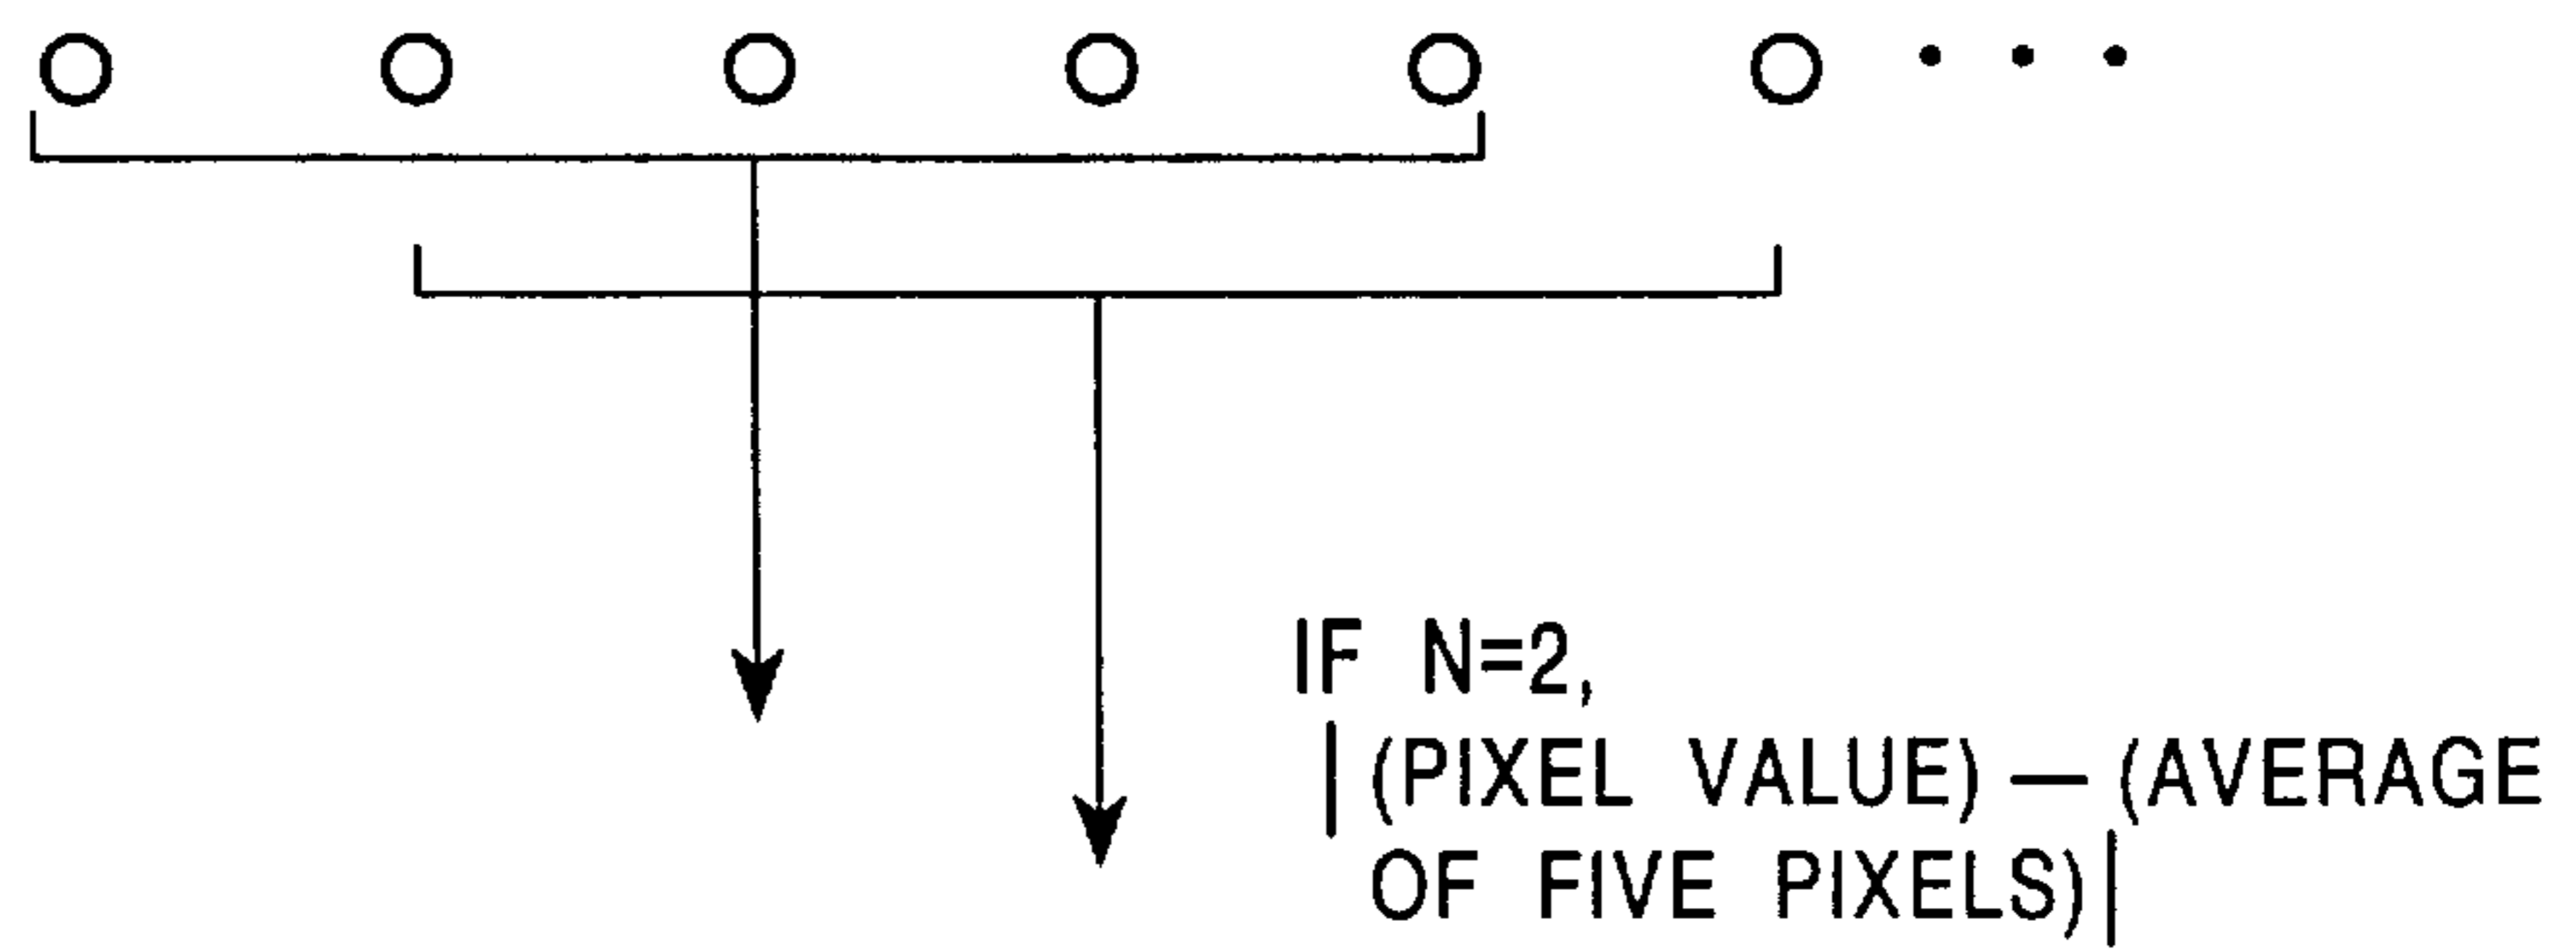 IF N=2,
|(PIXEL VALUE)—(AVERAGE
OF FIVE PIXELS)|